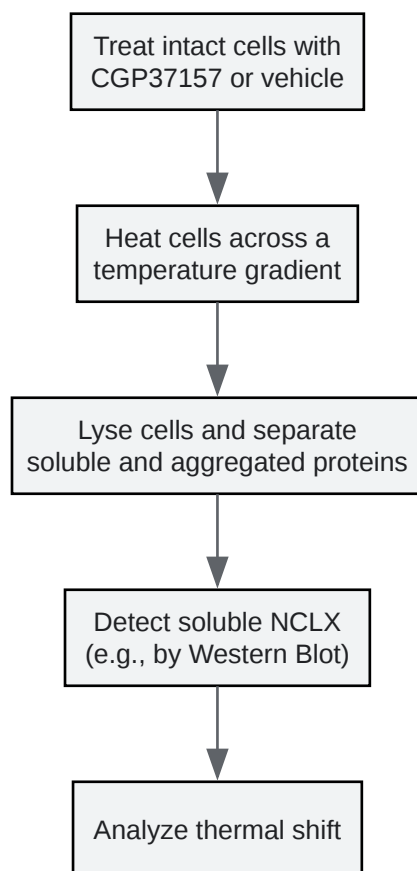 Treat intact cells with
CGP37157 or vehicle
Heat cells across a
temperature gradient
Lyse cells and separate
soluble and aggregated proteins
Detect soluble NCLX
(e.g., by Western Blot)
Analyze thermal shift